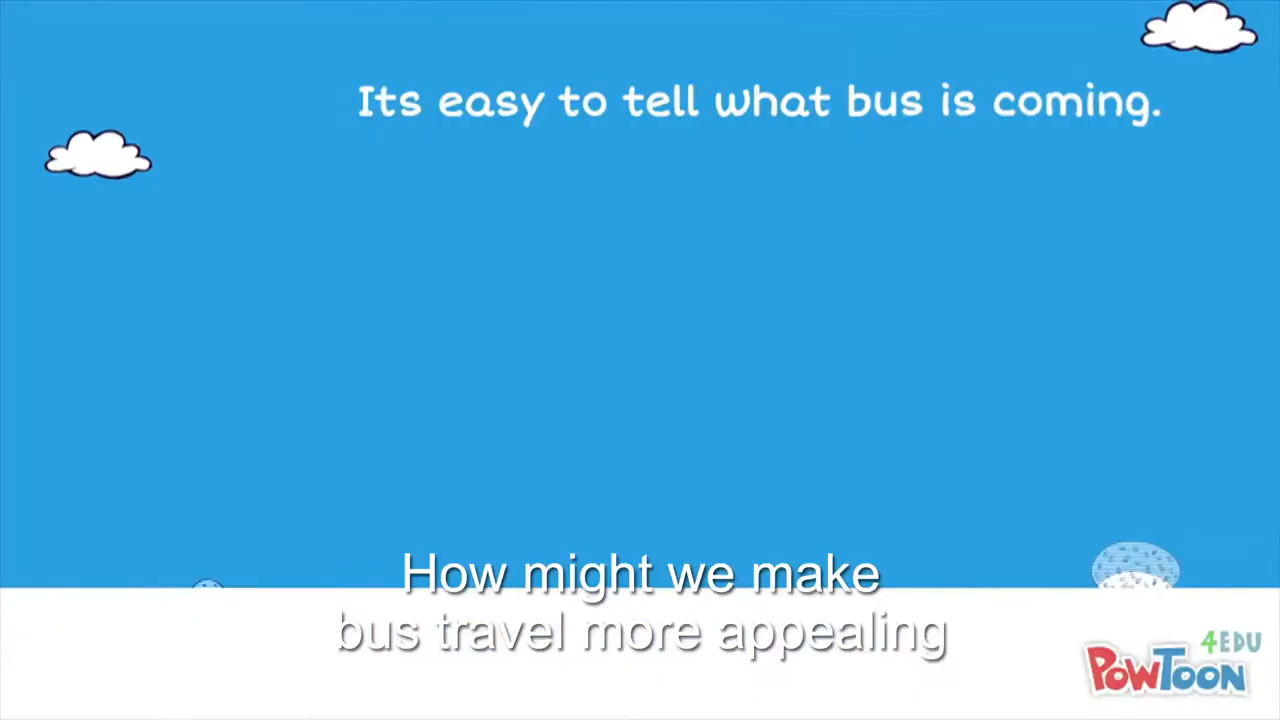 Its easy to tell what bus is coming.
How might we make
bus travel more appealing
4EDU
POWTOON